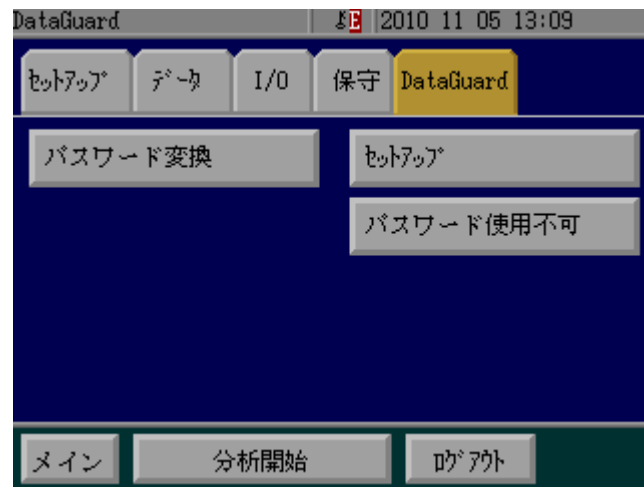 DataGuard E 2010 11 05 13:09
ｾｯﾄｱｯﾌﾟ ﾃﾞｰﾀ I/O 保守 DataGuard
パスワード変換 ｾｯﾄｱｯﾌﾟ
パスワード使用不可
メイン 分析開始 ﾛｸﾞｱｳﾄ